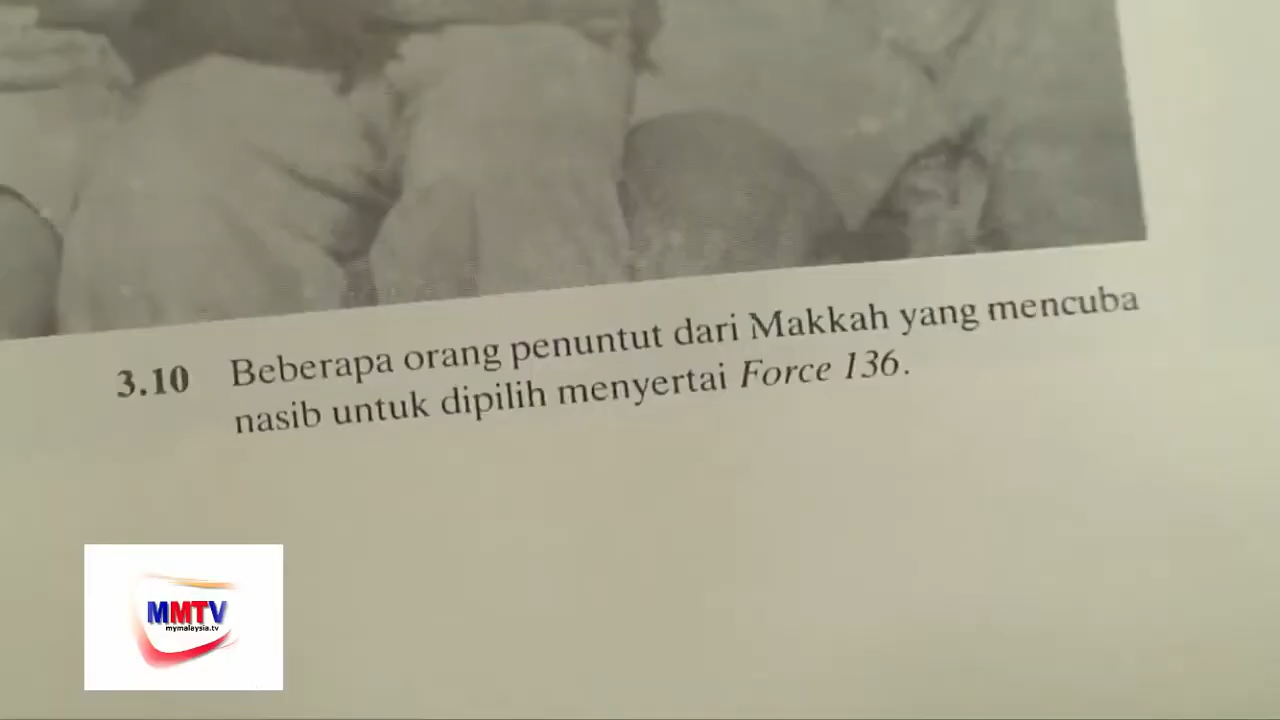 3.10 Beberapa orang penuntut dari Makkah yang mencuba
nasib untuk dipilih menyertai Force 136.
MMTV
mymalaysia.tv